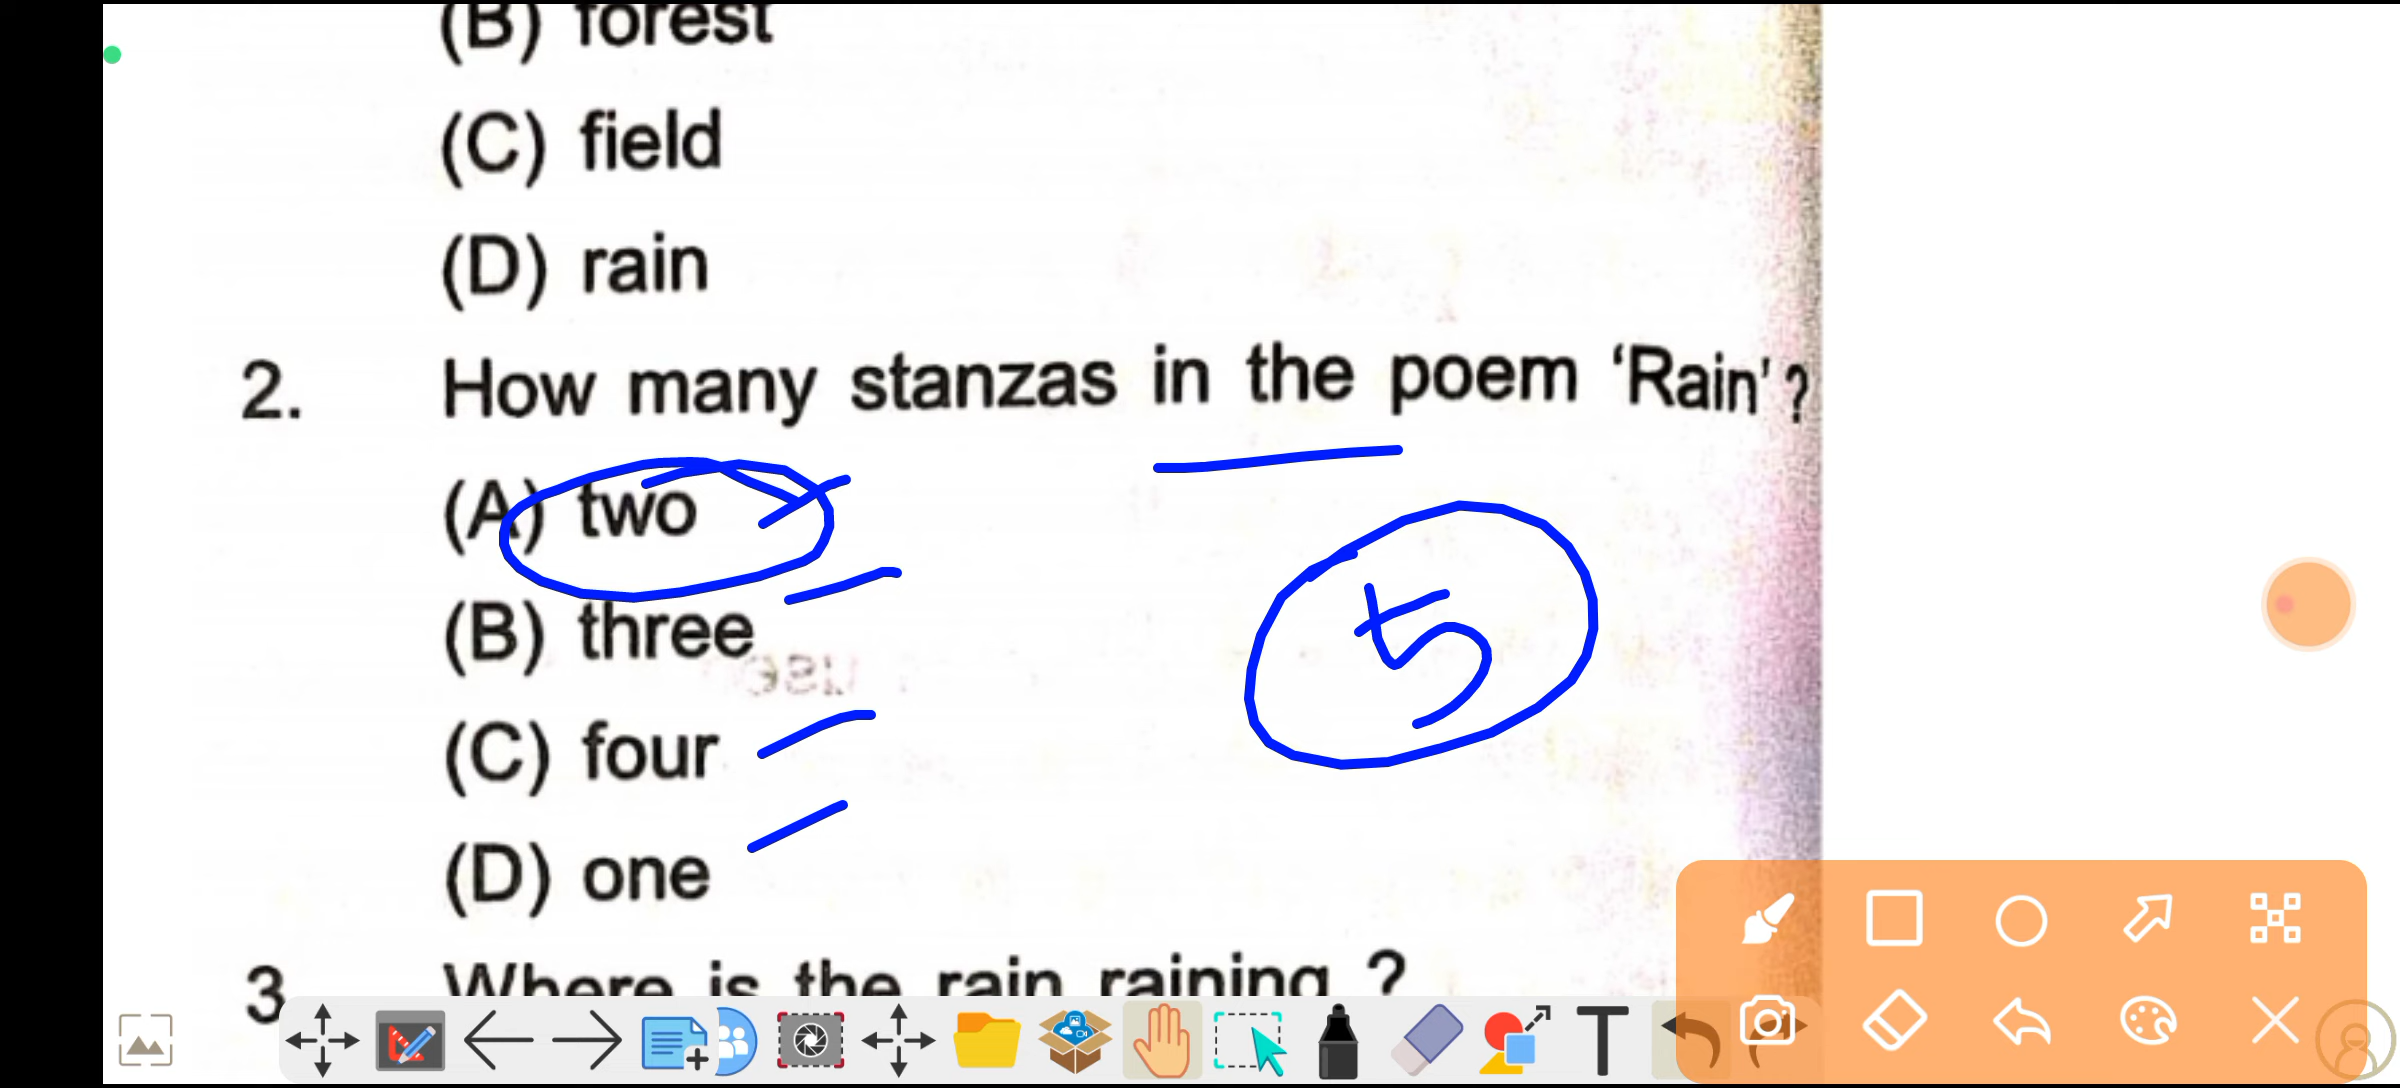 (B) forest
(C) field
(D) rain
2. How many stanzas in the poem ‘Rain’ ?
(A) two
(B) three
(C) four
(D) one
5
3 Where is the rain raining ?
T